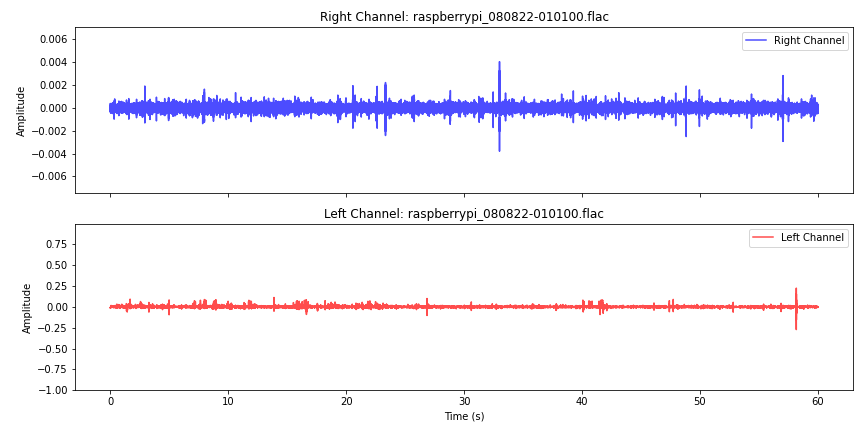 Right Channel: raspberrypi_080822-010100.flac
Right Channel
0.006
0.004
0.002
0.000
−0.002
−0.004
−0.006
Amplitude
Left Channel: raspberrypi_080822-010100.flac
Left Channel
0.75
0.50
0.25
0.00
−0.25
−0.50
−0.75
−1.00
Amplitude
0 10 20 30 40 50 60
Time (s)